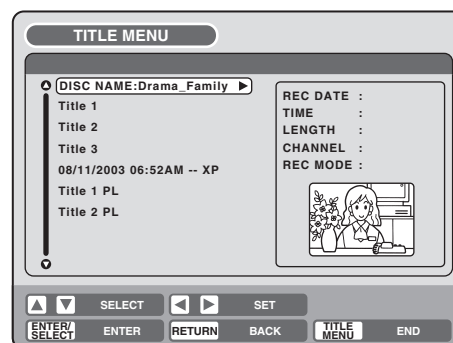 TITLE MENU
DISC NAME:Drama_Family
Title 1
Title 2
Title 3
08/11/2003 06:52AM -- XP
Title 1 PL
Title 2 PL
REC DATE :
TIME :
LENGTH :
CHANNEL :
REC MODE :
SELECT SET
ENTER/SELECT ENTER RETURN BACK TITLE MENU END